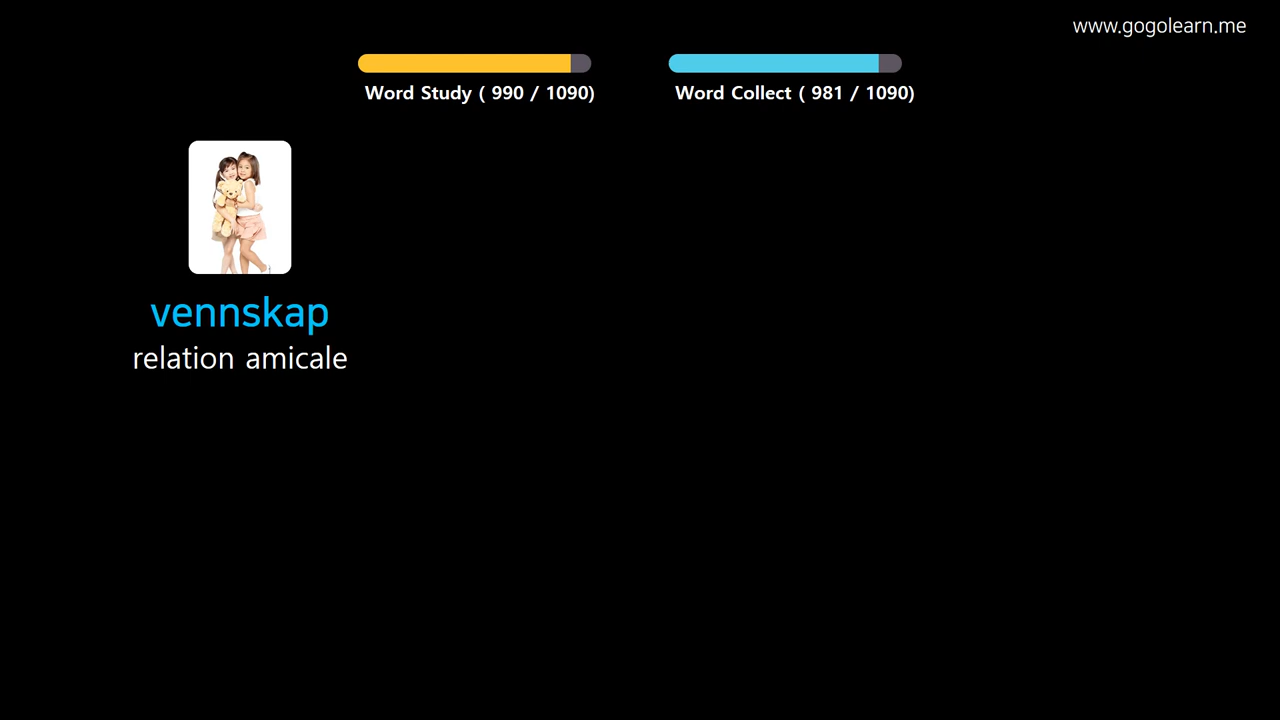 www.gogolearn.me
Word Study ( 990 / 1090)
Word Collect ( 981 / 1090)
vennskap
relation amicale